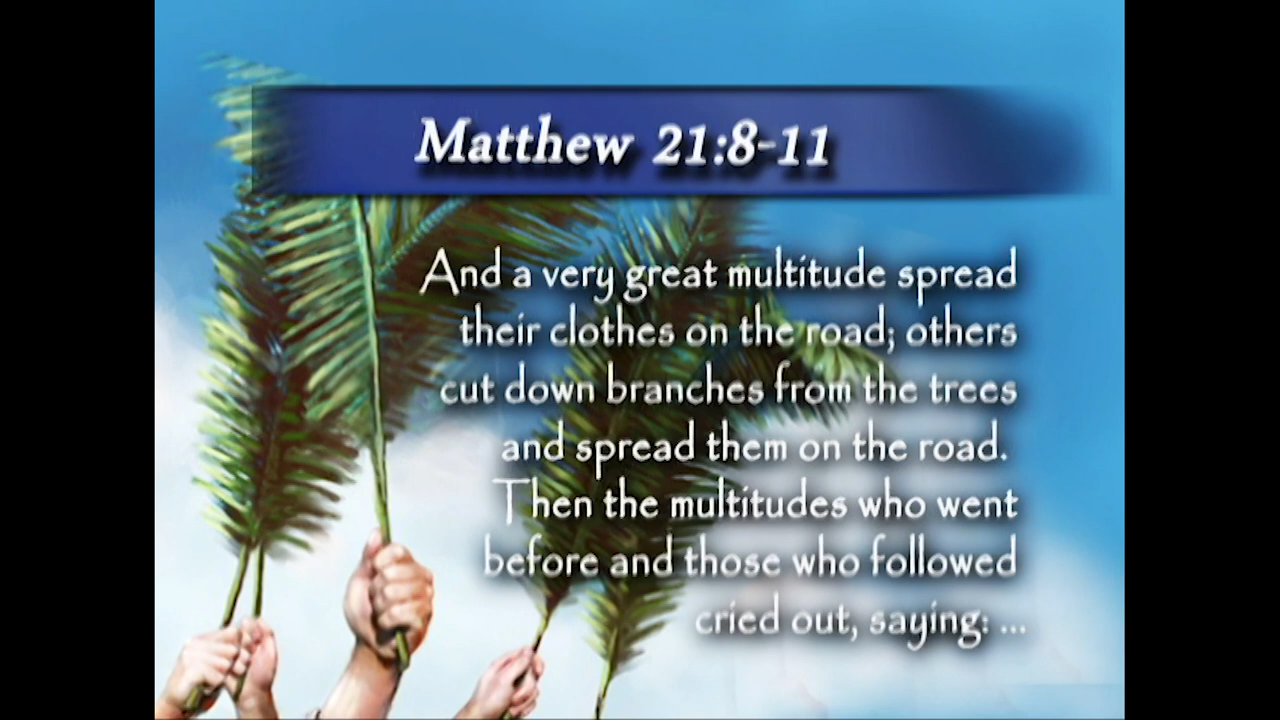 Matthew 21:8-11
And a very great multitude spread
their clothes on the road; others
cut down branches from the trees
and spread them on the road.
Then the multitudes who went
before and those who followed
cried out, saying: ...